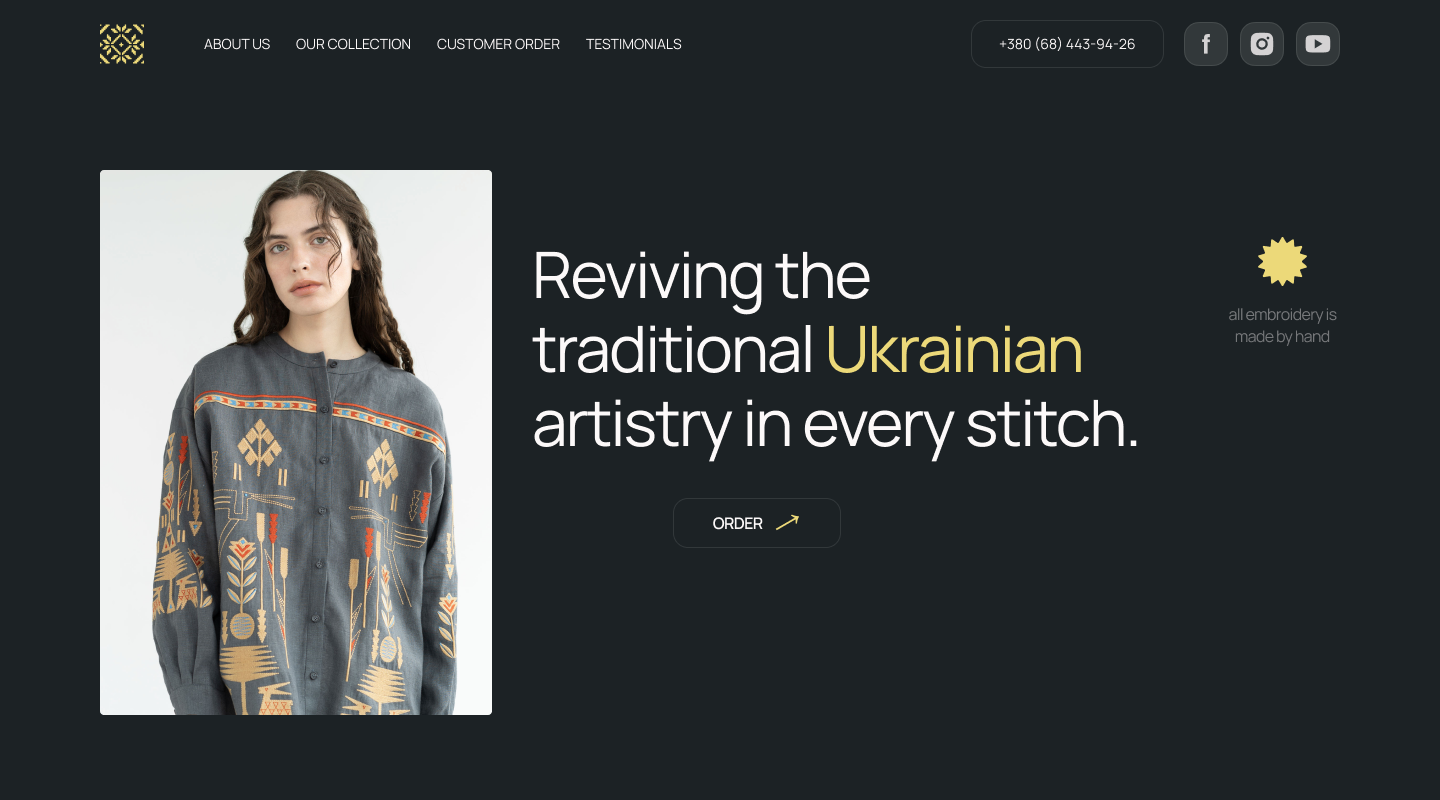 ABOUT US
OUR COLLECTION
CUSTOMER ORDER
TESTIMONIALS
+380 (68) 443-94-26
f
Reviving the
traditional Ukrainian
artistry in every stitch.
all embroidery is
made by hand
ORDER